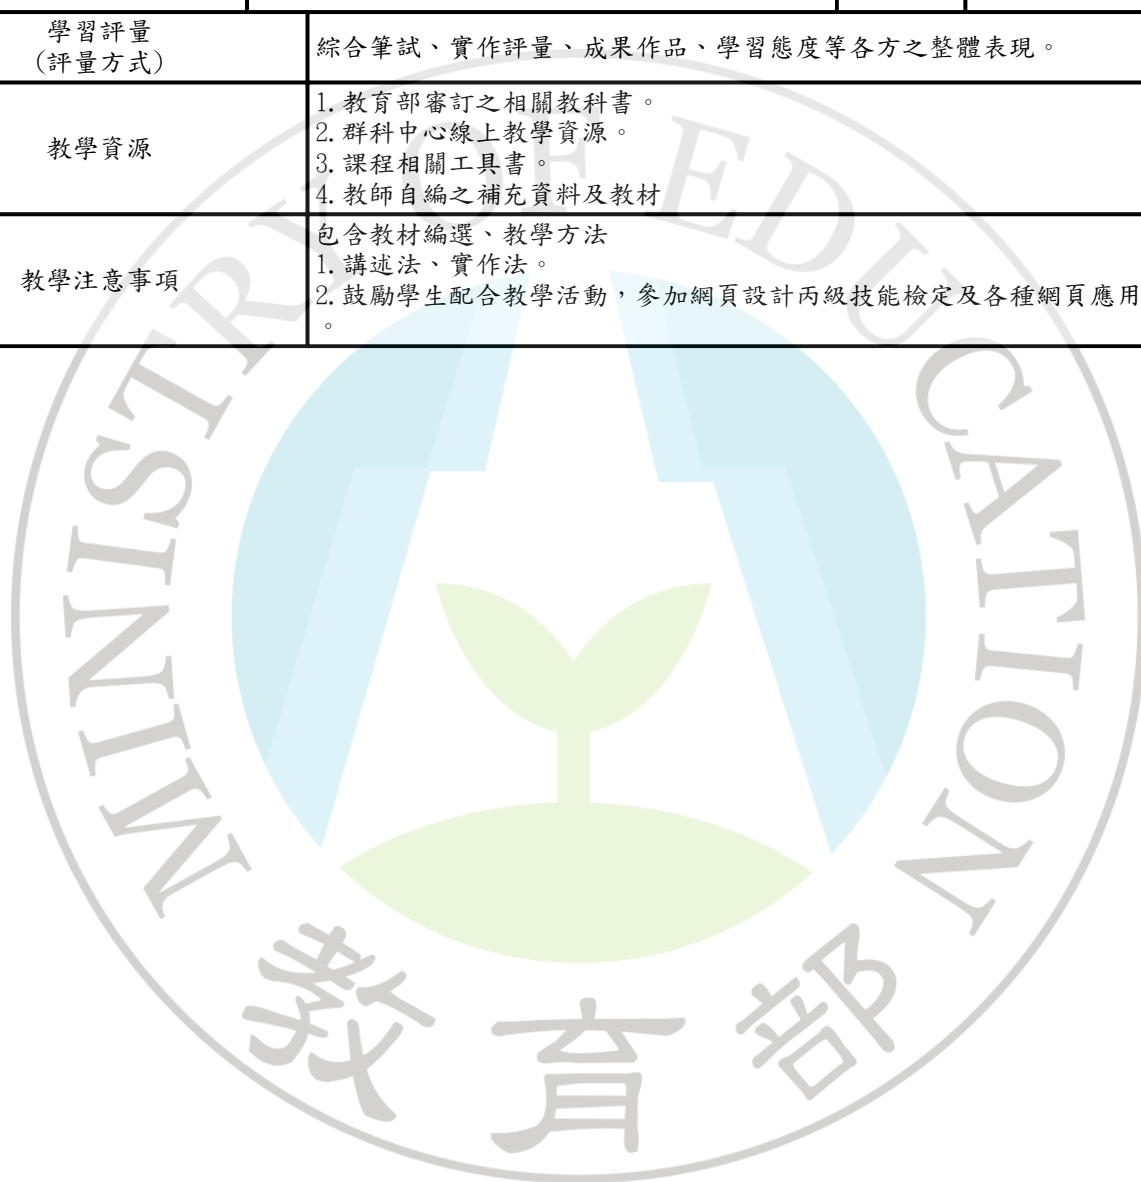 學習評量
(評量方式)
綜合筆試、實作評量、成果作品、學習態度等各方之整體表現。
教學資源
1.教育部審訂之相關教科書。
2.群科中心線上教學資源。
3.課程相關工具書。
4.教師自編之補充資料及教材
教學注意事項
包含教材編選、教學方法
1.講述法、實作法。
2.鼓勵學生配合教學活動,參加網頁設計丙級技能檢定及各種網頁應用
。
MINISTRY OF EDUCATION
教育部